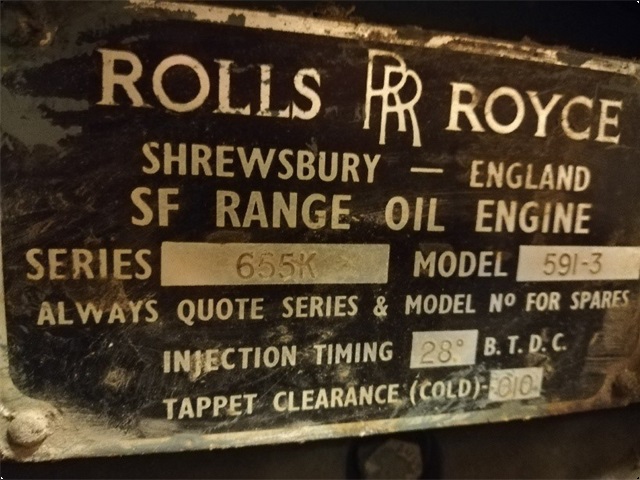 ROLLS RR ROYCE
SHREWSBURY — ENGLAND
SF RANGE OIL ENGINE
SERIES 655K MODEL 591-3
ALWAYS QUOTE SERIES & MODEL Nº FOR SPARES
INJECTION TIMING 28° B.T.D.C.
TAPPET CLEARANCE (COLD)-·010